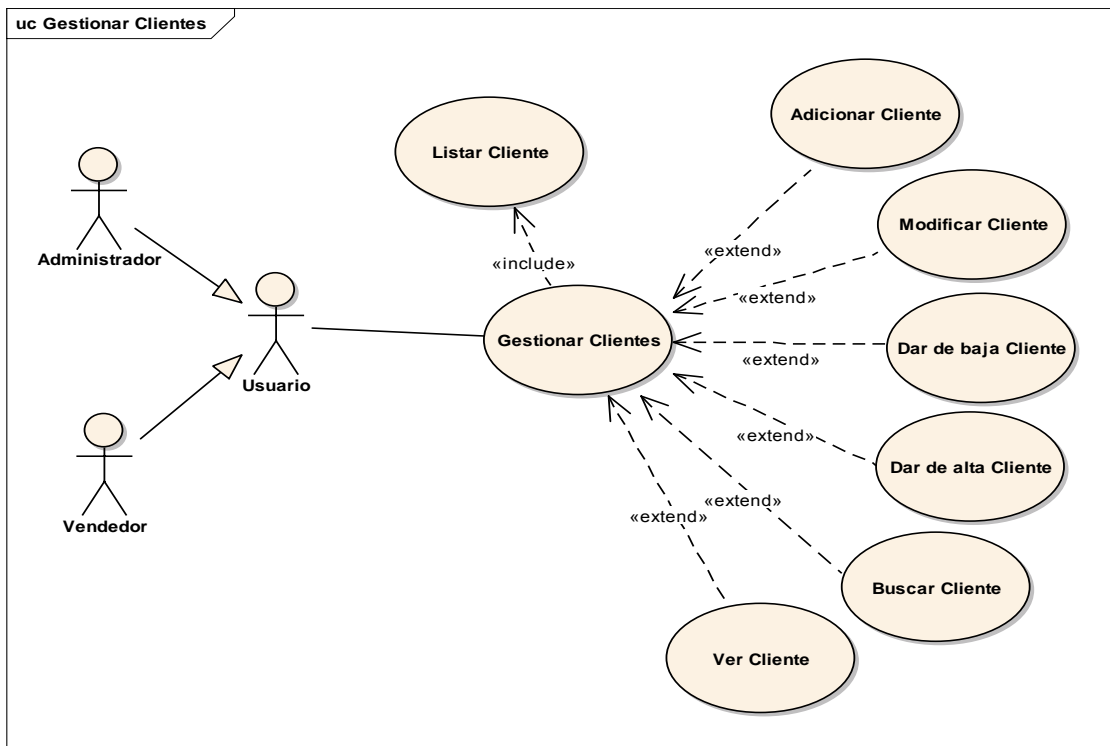 uc Gestionar Clientes
Adicionar Cliente
Listar Cliente
Modificar Cliente
Administrador
«extend»
«include»
«extend»
Gestionar Clientes
Dar de baja Cliente
«extend»
Usuario
«extend»
Dar de alta Cliente
Vendedor
«extend»
«extend»
Buscar Cliente
Ver Cliente